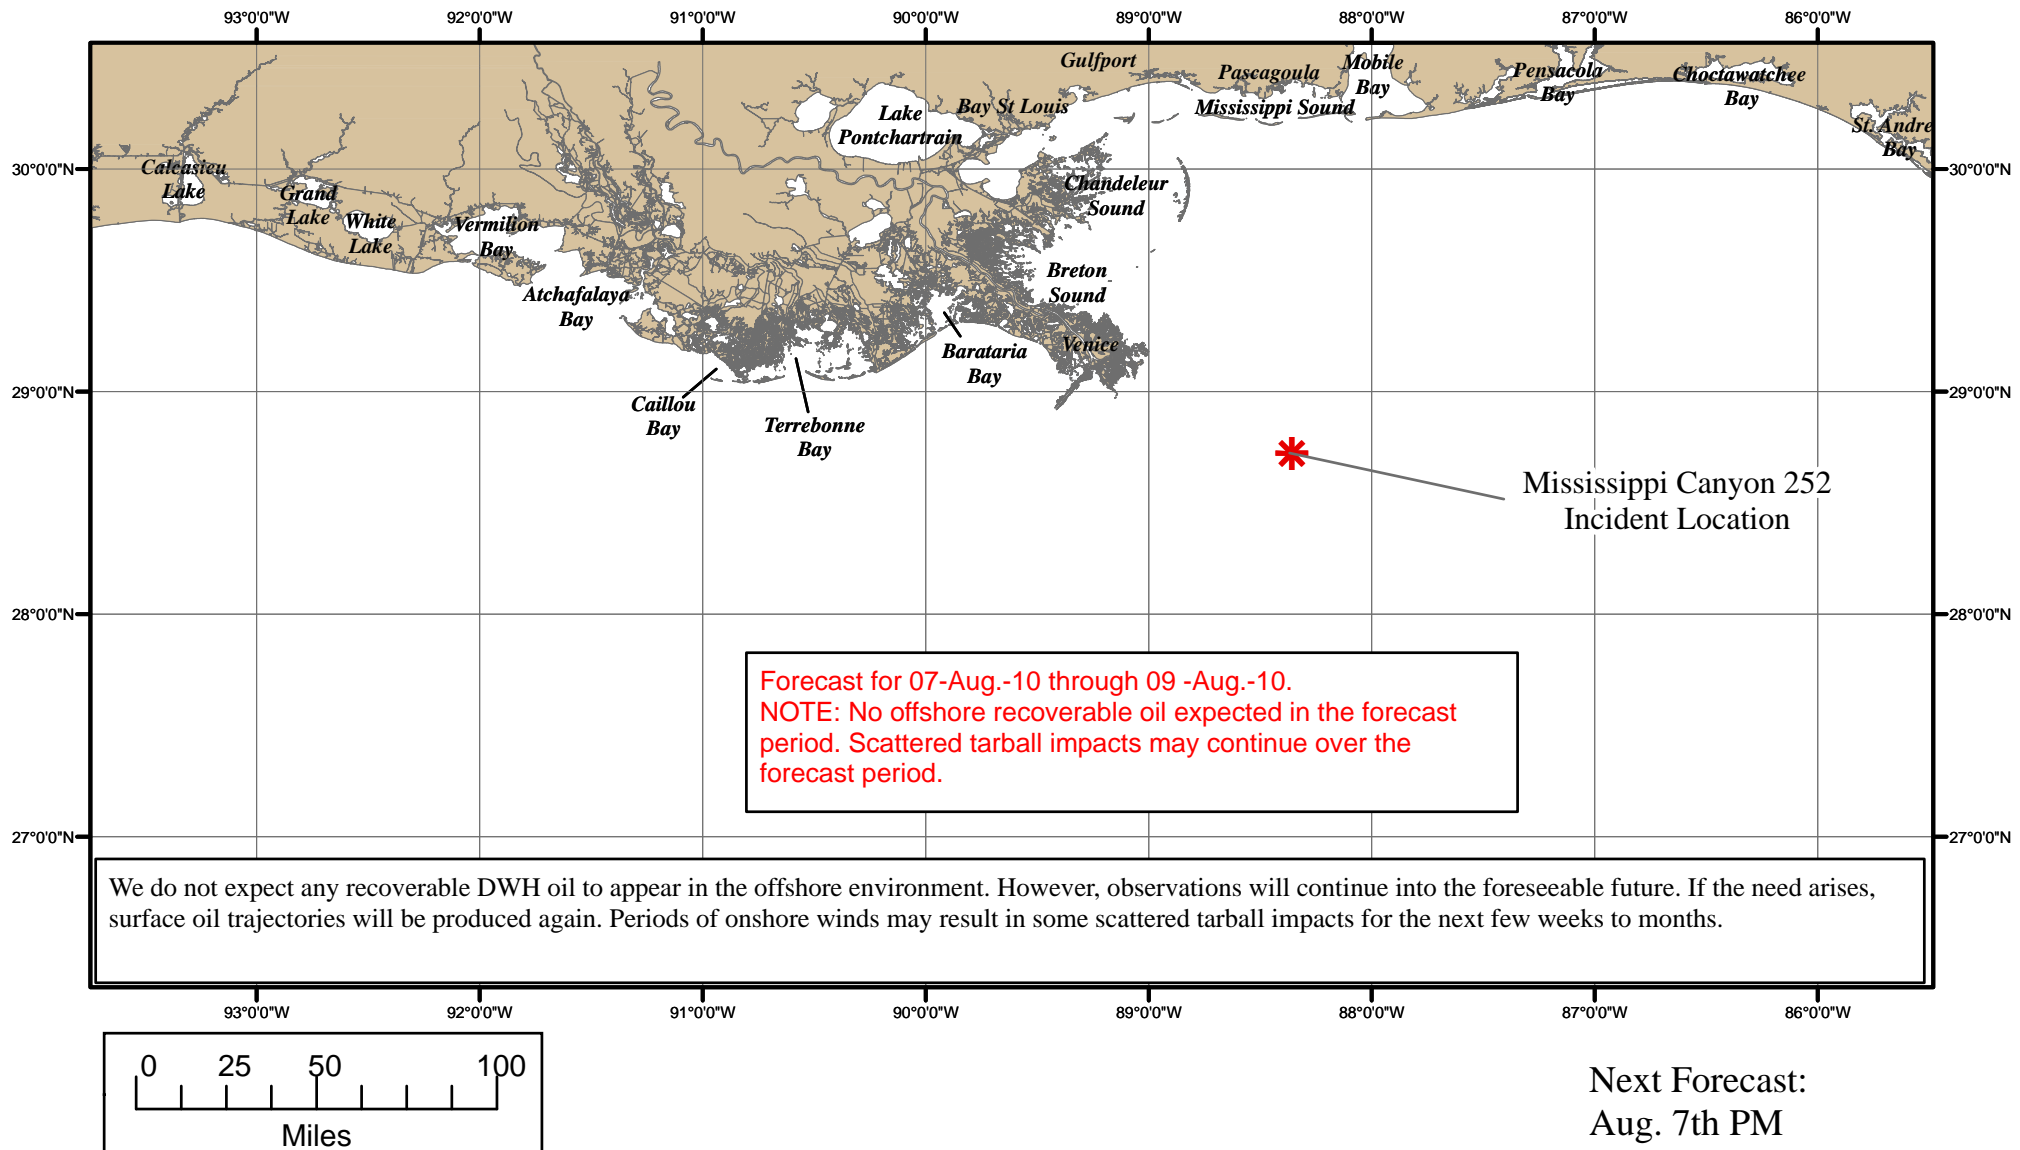 93°0'0"W 92°0'0"W 91°0'0"W 90°0'0"W 89°0'0"W 88°0'0"W 87°0'0"W 86°0'0"W
Gulfport
Pascagoula
Mobile
Bay
Pensacola
Bay
Choctawatchee
Bay
Mississippi Sound
Bay St Louis
Lake
Pontchartrain
St. Andre
Bay
30°0'0"N 30°0'0"N
Calcasieu
Lake
Grand
Lake
White
Lake
Vermilion
Bay
Chandeleur
Sound
Breton
Sound
Atchafalaya
Bay
Venice
Barataria
Bay
29°0'0"N 29°0'0"N
Caillou
Bay
Terrebonne
Bay
Mississippi Canyon 252
Incident Location
28°0'0"N 28°0'0"N
Forecast for 07-Aug.-10 through 09 -Aug.-10.
NOTE: No offshore recoverable oil expected in the forecast
period. Scattered tarball impacts may continue over the
forecast period.
27°0'0"N 27°0'0"N
We do not expect any recoverable DWH oil to appear in the offshore environment. However, observations will continue into the foreseeable future. If the need arises,
surface oil trajectories will be produced again. Periods of onshore winds may result in some scattered tarball impacts for the next few weeks to months.
93°0'0"W 92°0'0"W 91°0'0"W 90°0'0"W 89°0'0"W 88°0'0"W 87°0'0"W 86°0'0"W
0 25 50 100
Miles
Next Forecast:
Aug. 7th PM